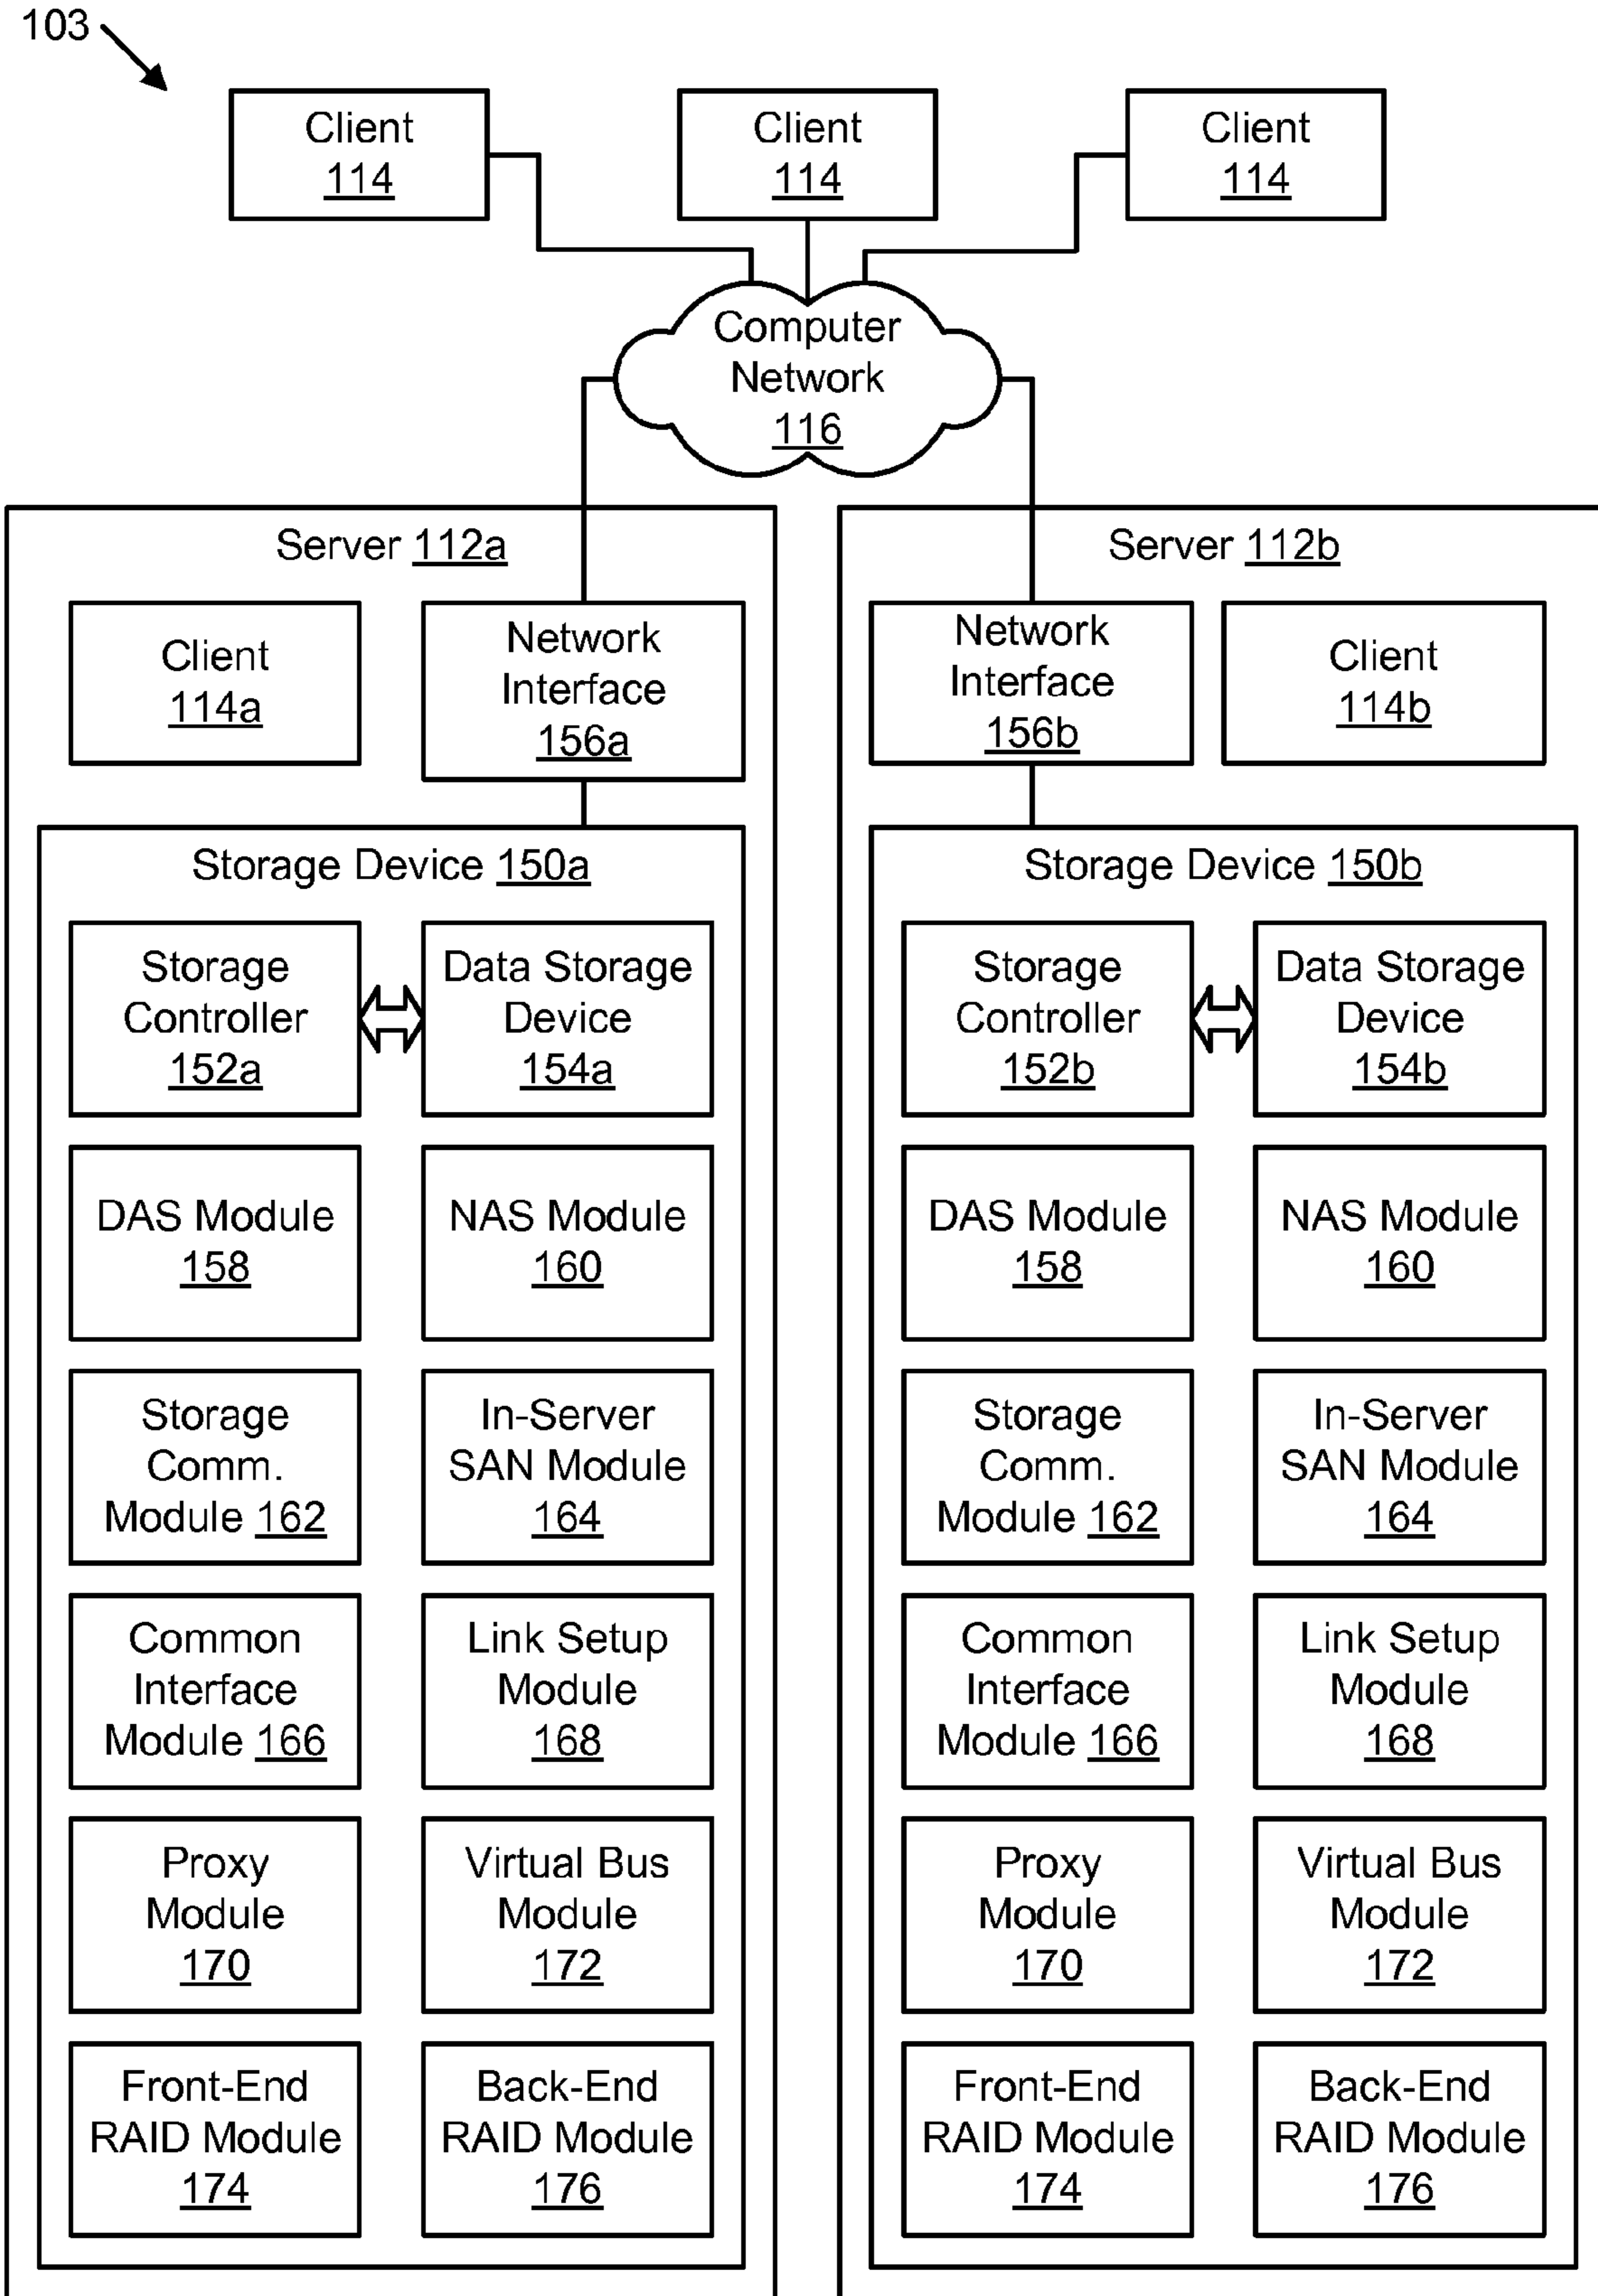 103
Client
114
Client
114
Client
114
Computer
Network
116
Server 112a
Client
114a
Network
Interface
156a
Storage Device 150a
Storage
Controller
152a
Data Storage
Device
154a
DAS Module
158
NAS Module
160
Storage
Comm.
Module 162
In-Server
SAN Module
164
Common
Interface
Module 166
Link Setup
Module
168
Proxy
Module
170
Virtual Bus
Module
172
Front-End
RAID Module
174
Back-End
RAID Module
176
Server 112b
Network
Interface
156b
Client
114b
Storage Device 150b
Storage
Controller
152b
Data Storage
Device
154b
DAS Module
158
NAS Module
160
Storage
Comm.
Module 162
In-Server
SAN Module
164
Common
Interface
Module 166
Link Setup
Module
168
Proxy
Module
170
Virtual Bus
Module
172
Front-End
RAID Module
174
Back-End
RAID Module
176